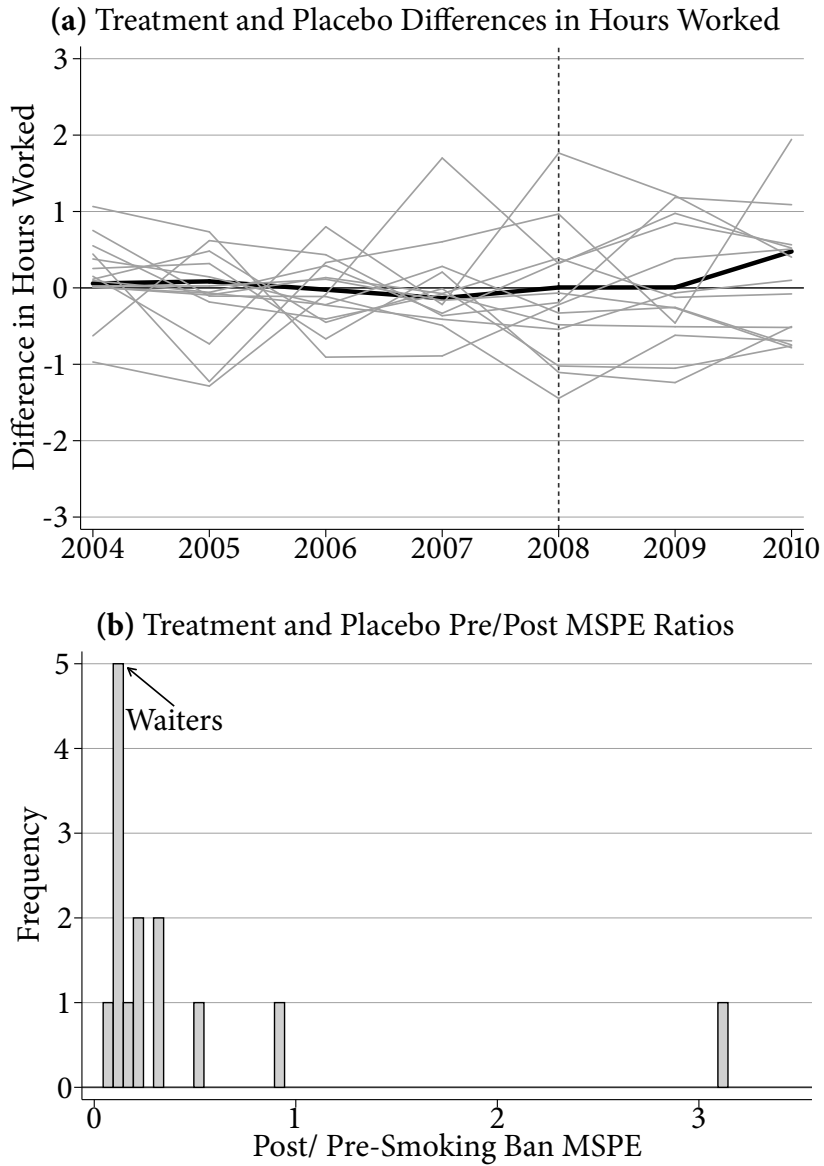 (a) Treatment and Placebo Differences in Hours Worked
Difference in Hours Worked
3
2
1
0
-1
-2
-3
2004 2005 2006 2007 2008 2009 2010
(b) Treatment and Placebo Pre/Post MSPE Ratios
Frequency
5
4
3
2
1
0
Waiters
0 1 2 3
Post/ Pre-Smoking Ban MSPE